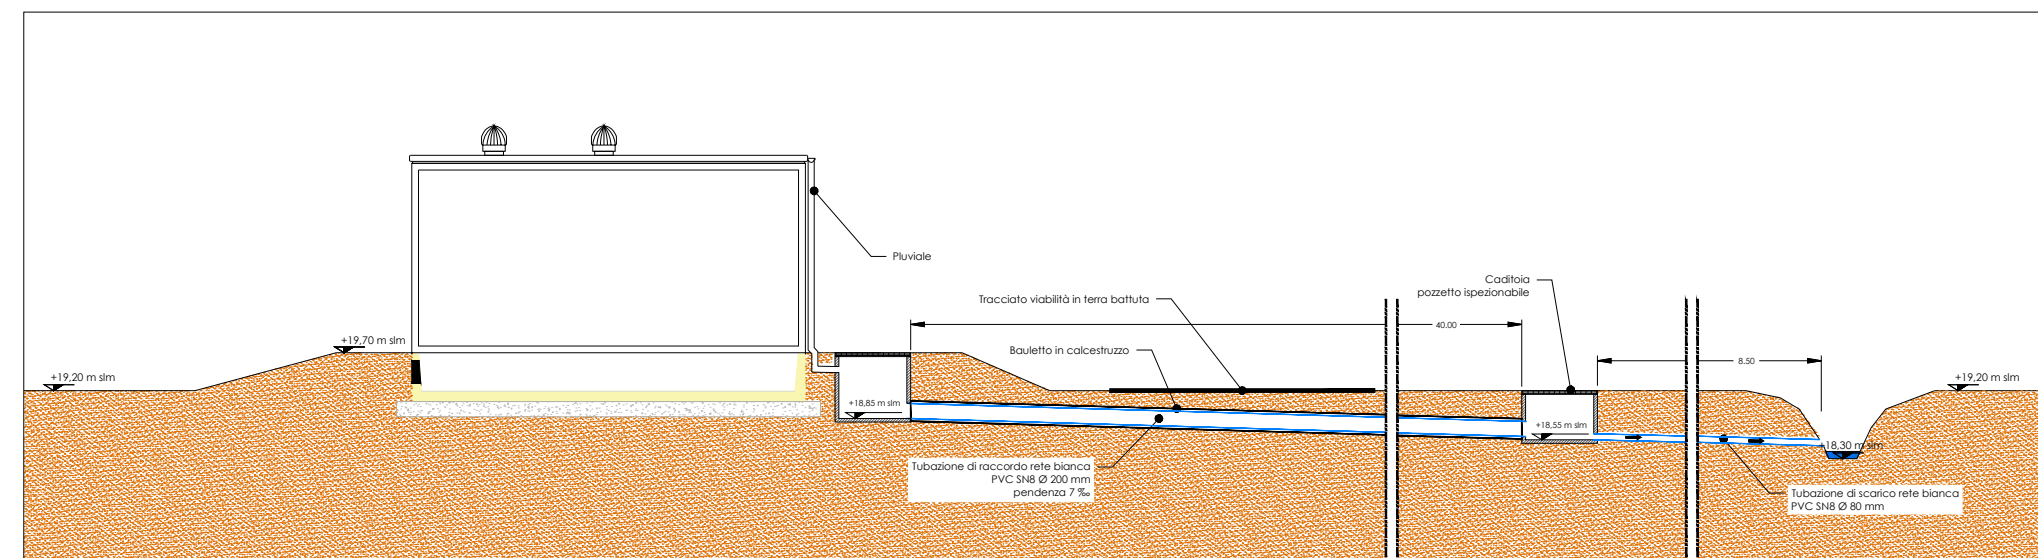 Pluviale
Caditoia
pozzetto ispezionabile
Tracciato viabilità in terra battuta
40.00
+19,70 m slm
Bauletto in calcestruzzo
8.50
+19,20 m slm
+19,20 m slm
+18,85 m slm
+18,55 m slm
+18,30 m slm
Tubazione di raccordo rete bianca
PVC SN8 Ø 200 mm
pendenza 7 ‰
Tubazione di scarico rete bianca
PVC SN8 Ø 80 mm